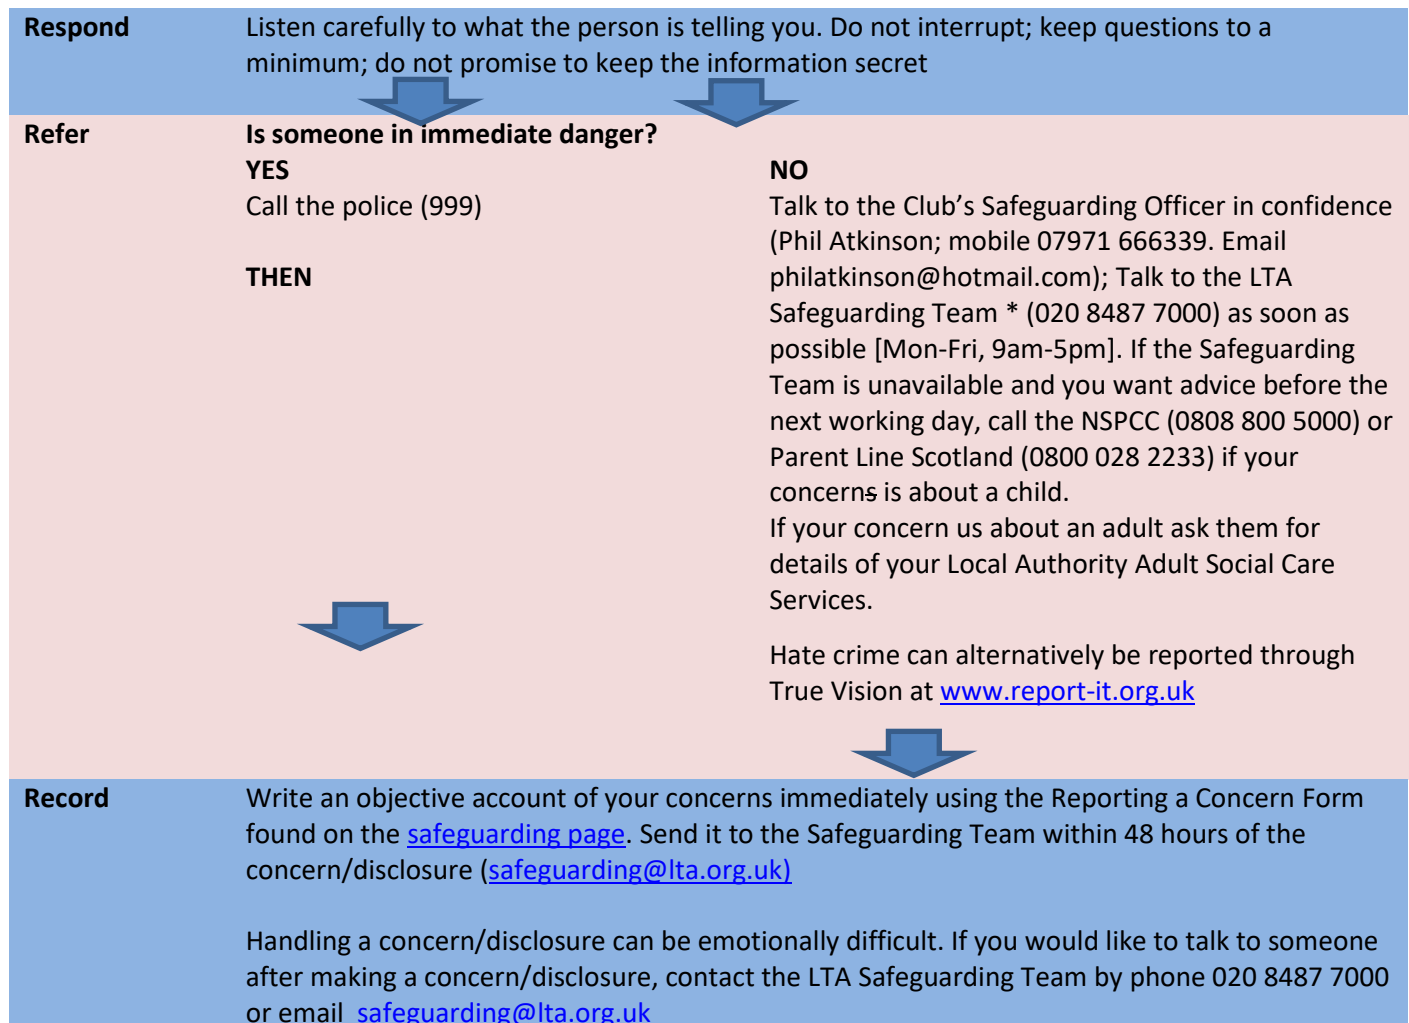 Respond
Listen carefully to what the person is telling you. Do not interrupt; keep questions to a
minimum; do not promise to keep the information secret
Refer
Is someone in immediate danger?
YES
Call the police (999)
THEN
NO
Talk to the Club's Safeguarding Officer in confidence
(Phil Atkinson; mobile 07971 666339. Email
philatkinson@hotmail.com); Talk to the LTA
Safeguarding Team * (020 8487 7000) as soon as
possible [Mon-Fri, 9am-5pm]. If the Safeguarding
Team is unavailable and you want advice before the
next working day, call the NSPCC (0808 800 5000) or
Parent Line Scotland (0800 028 2233) if your
concerns is about a child.
If your concern us about an adult ask them for
details of your Local Authority Adult Social Care
Services.
Hate crime can alternatively be reported through
True Vision at www.report-it.org.uk
Record
Write an objective account of your concerns immediately using the Reporting a Concern Form
found on the safeguarding page. Send it to the Safeguarding Team within 48 hours of the
concern/disclosure (safeguarding@lta.org.uk)
Handling a concern/disclosure can be emotionally difficult. If you would like to talk to someone
after making a concern/disclosure, contact the LTA Safeguarding Team by phone 020 8487 7000
or email  safeguarding@lta.org.uk